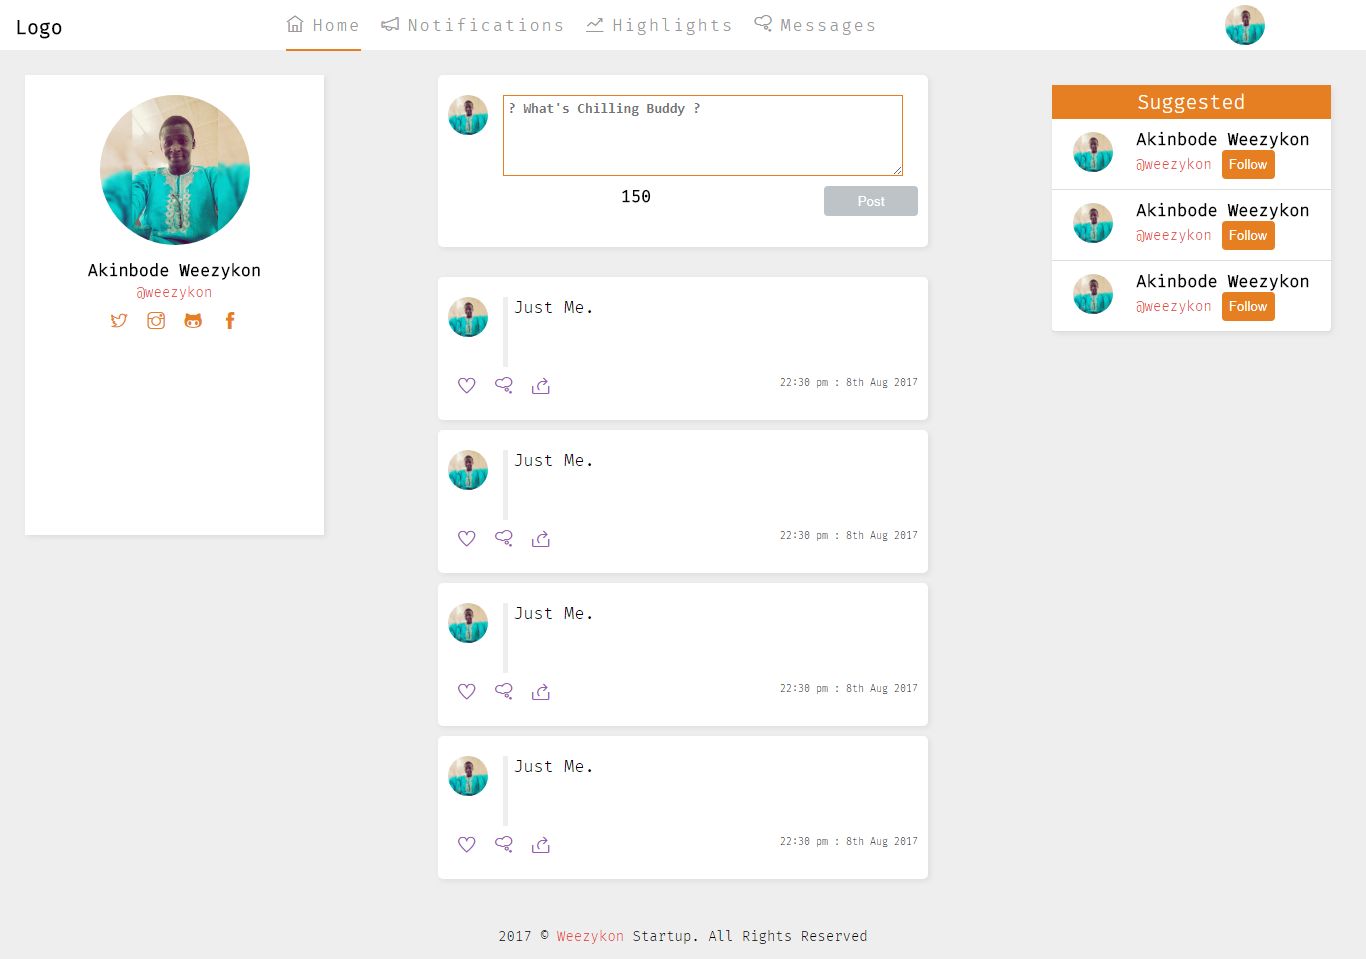 Logo
Home
Notifications
Highlights
Messages
Akinbode Weezykon
@weezykon
? What's Chilling Buddy ?
150
Post
Just Me.
22:30 pm : 8th Aug 2017
Just Me.
22:30 pm : 8th Aug 2017
Just Me.
22:30 pm : 8th Aug 2017
Just Me.
22:30 pm : 8th Aug 2017
Suggested
Akinbode Weezykon
@weezykon Follow
Akinbode Weezykon
@weezykon Follow
Akinbode Weezykon
@weezykon Follow
2017 © Weezykon Startup. All Rights Reserved